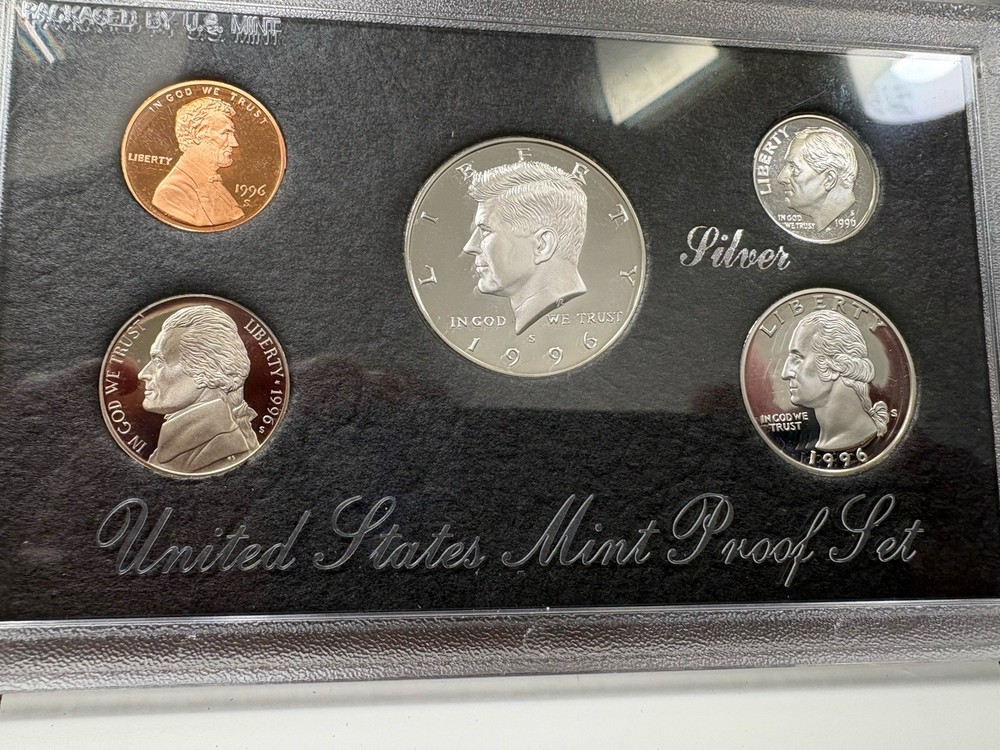 PACKAGED BY U.S. MINT
IN GOD WE TRUST
LIBERTY
1996
S
LIBERTY
IN GOD WE TRUST
S
1996
LIBERTY
IN GOD
WE TRUST
S
1996
Silver
IN GOD WE TRUST
LIBERTY * 1996
S
LIBERTY
IN GOD WE
TRUST
S
1996
United States Mint Proof Set